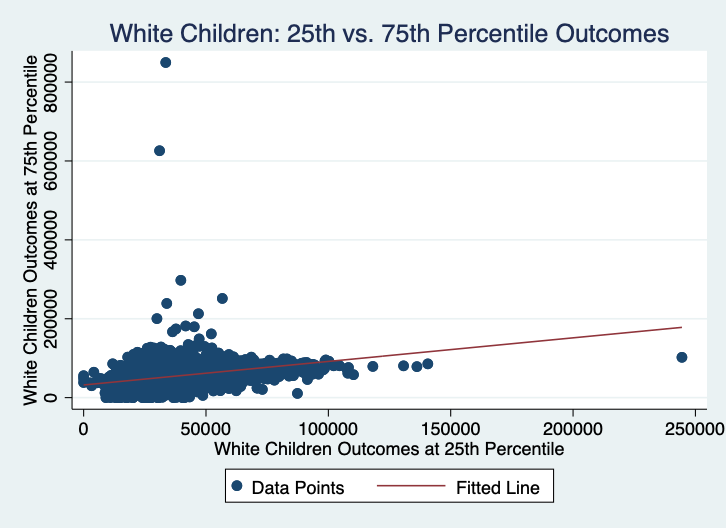 White Children: 25th vs. 75th Percentile Outcomes
White Children Outcomes at 75th Percentile
800000
600000
400000
200000
0
0 50000 100000 150000 200000 250000
White Children Outcomes at 25th Percentile
Data Points Fitted Line